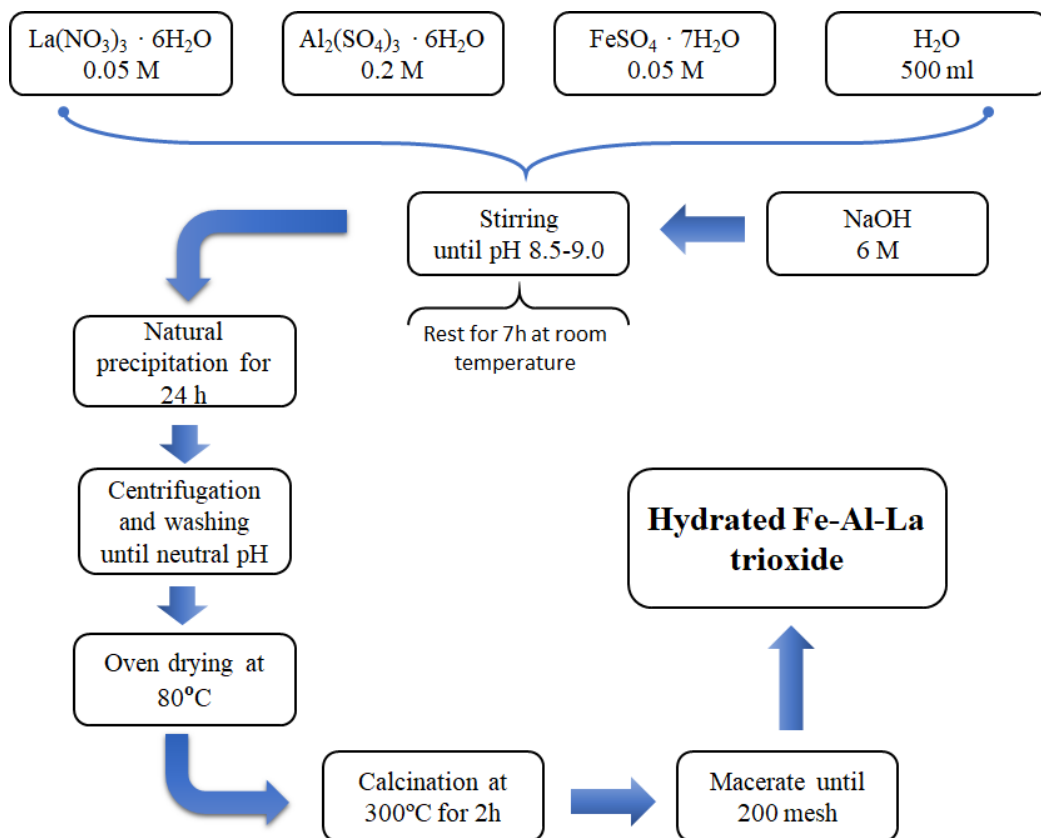 La(NO₃)₃ · 6H₂O
0.05 M
Al₂(SO₄)₃ · 6H₂O
0.2 M
FeSO₄ · 7H₂O
0.05 M
H₂O
500 ml
Stirring
until pH 8.5-9.0
NaOH
6 M
Rest for 7h at room
temperature
Natural
precipitation for
24 h
Centrifugation
and washing
until neutral pH
Oven drying at
80°C
Calcination at
300°C for 2h
Macerate until
200 mesh
Hydrated Fe-Al-La
trioxide